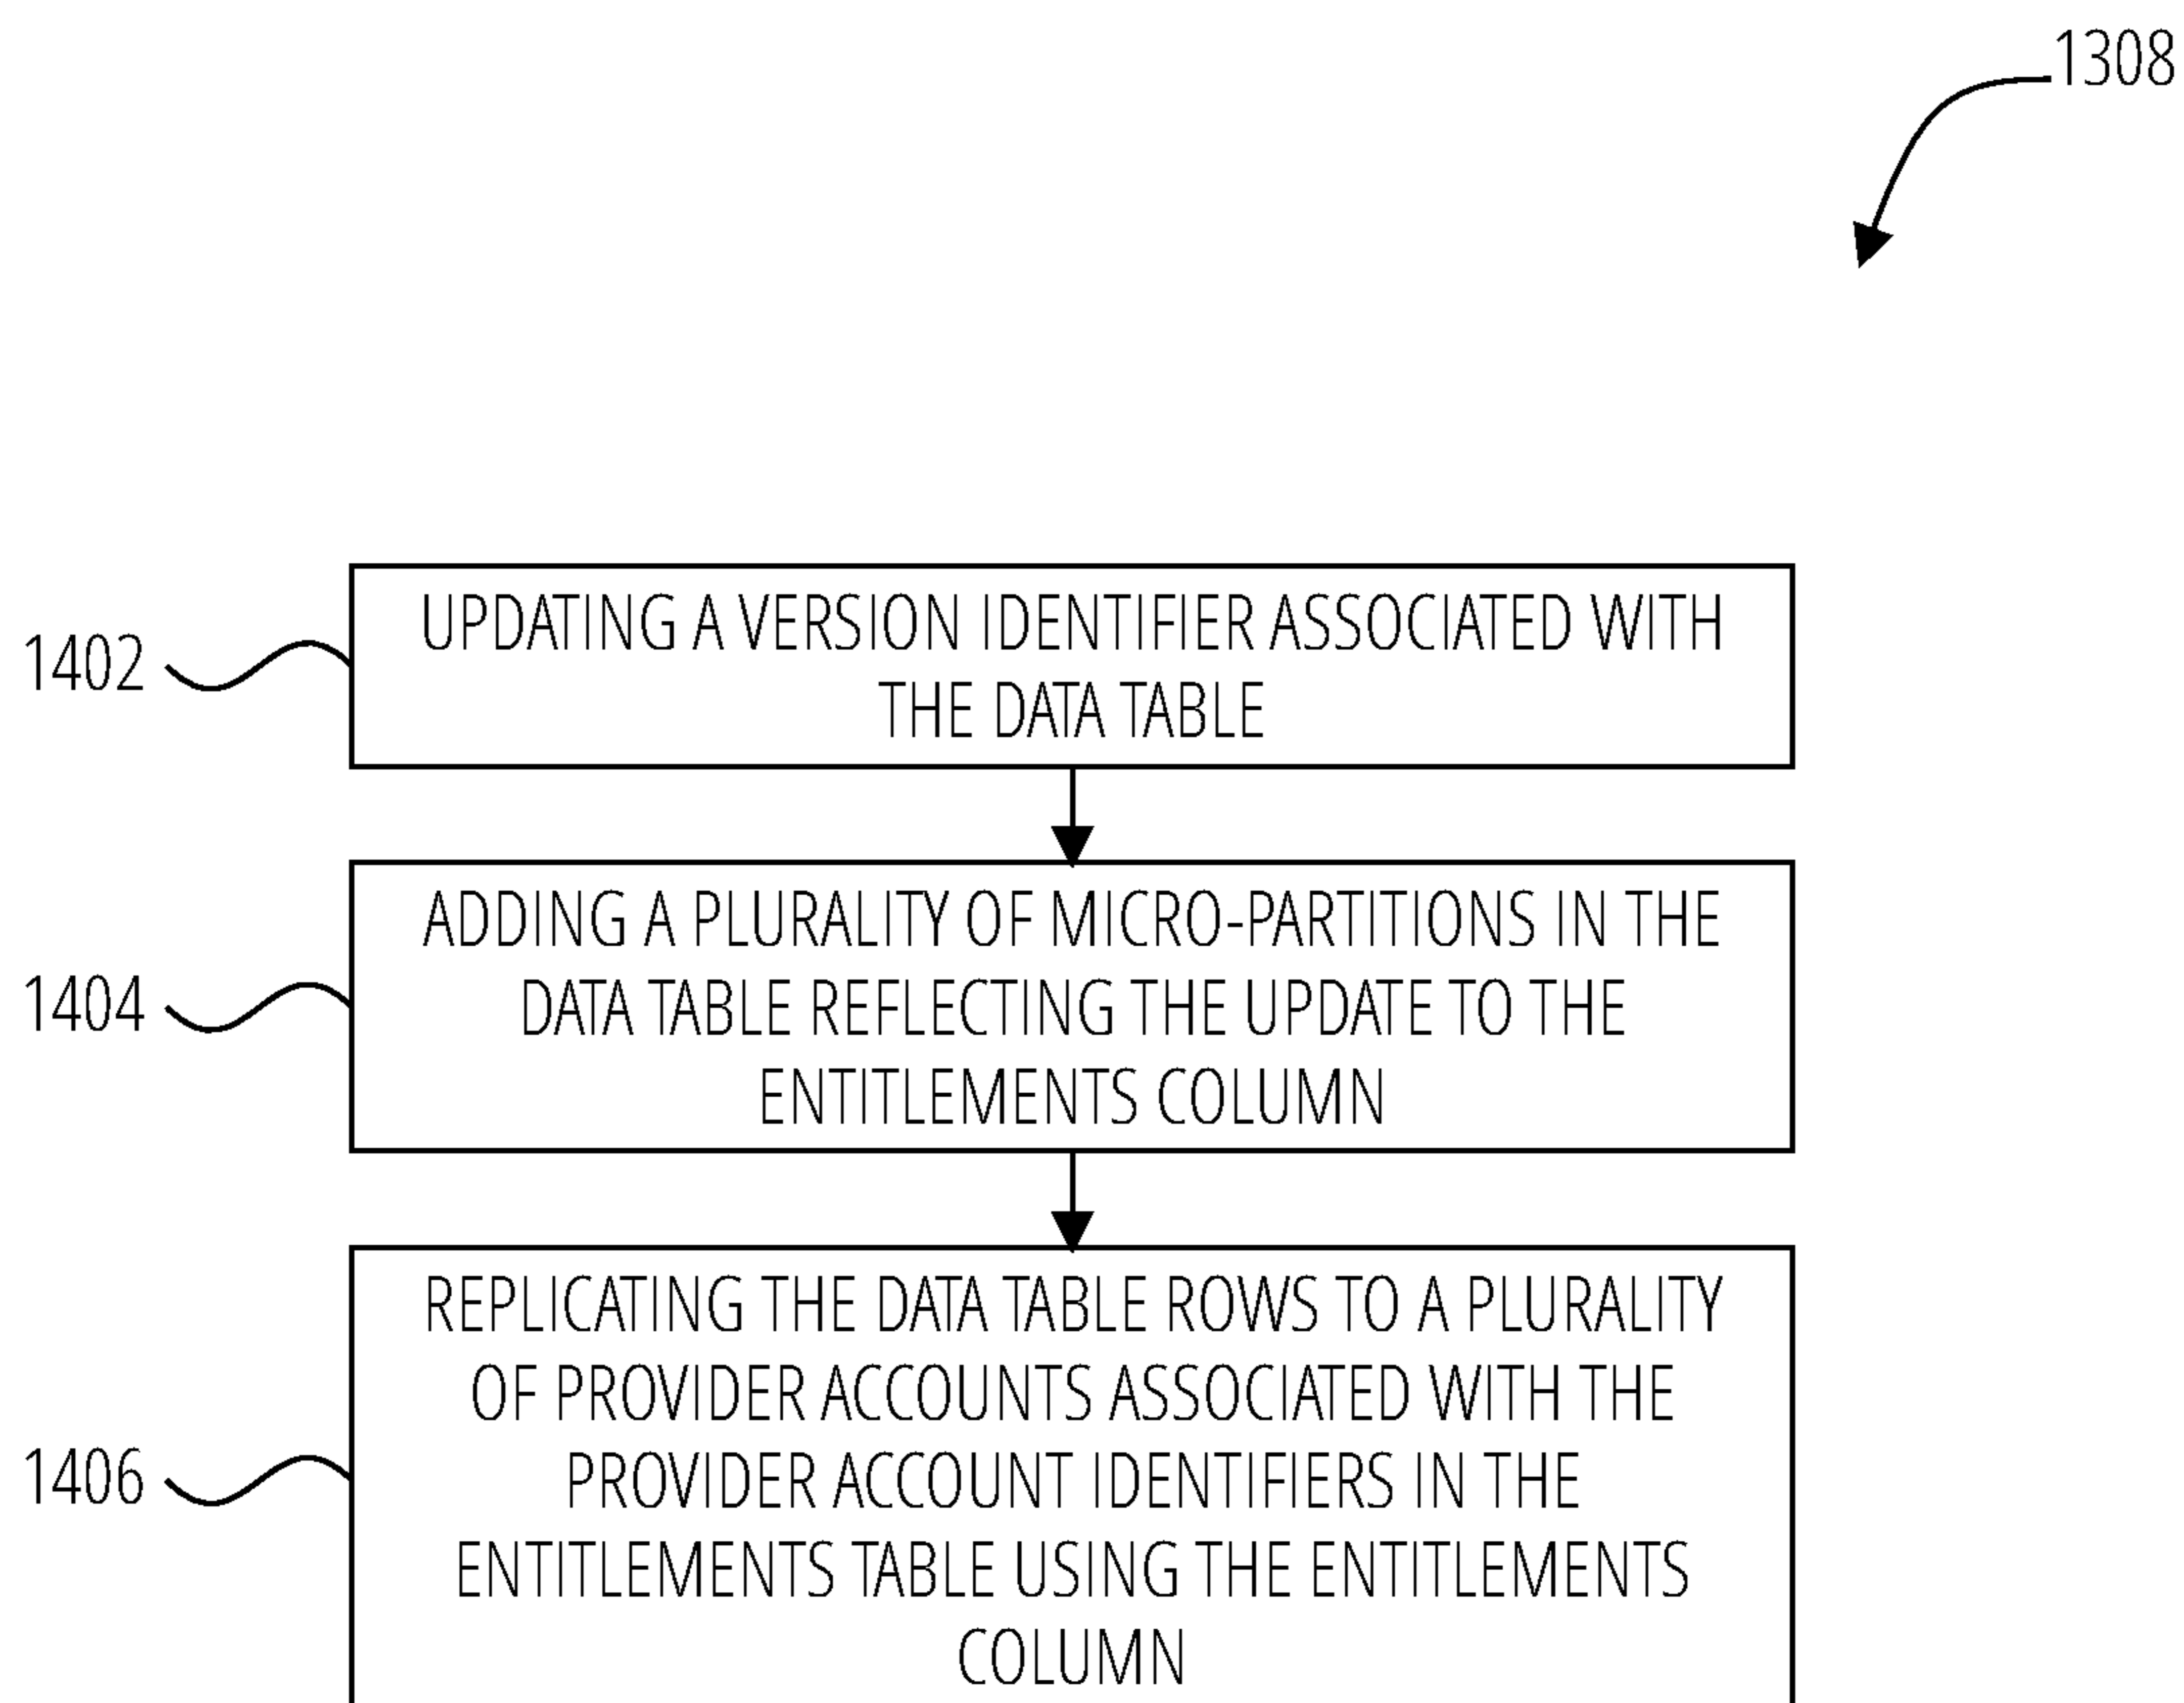 1308
1402
UPDATING A VERSION IDENTIFIER ASSOCIATED WITH
THE DATA TABLE
1404
ADDING A PLURALITY OF MICRO-PARTITIONS IN THE
DATA TABLE REFLECTING THE UPDATE TO THE
ENTITLEMENTS COLUMN
1406
REPLICATING THE DATA TABLE ROWS TO A PLURALITY
OF PROVIDER ACCOUNTS ASSOCIATED WITH THE
PROVIDER ACCOUNT IDENTIFIERS IN THE
ENTITLEMENTS TABLE USING THE ENTITLEMENTS
COLUMN